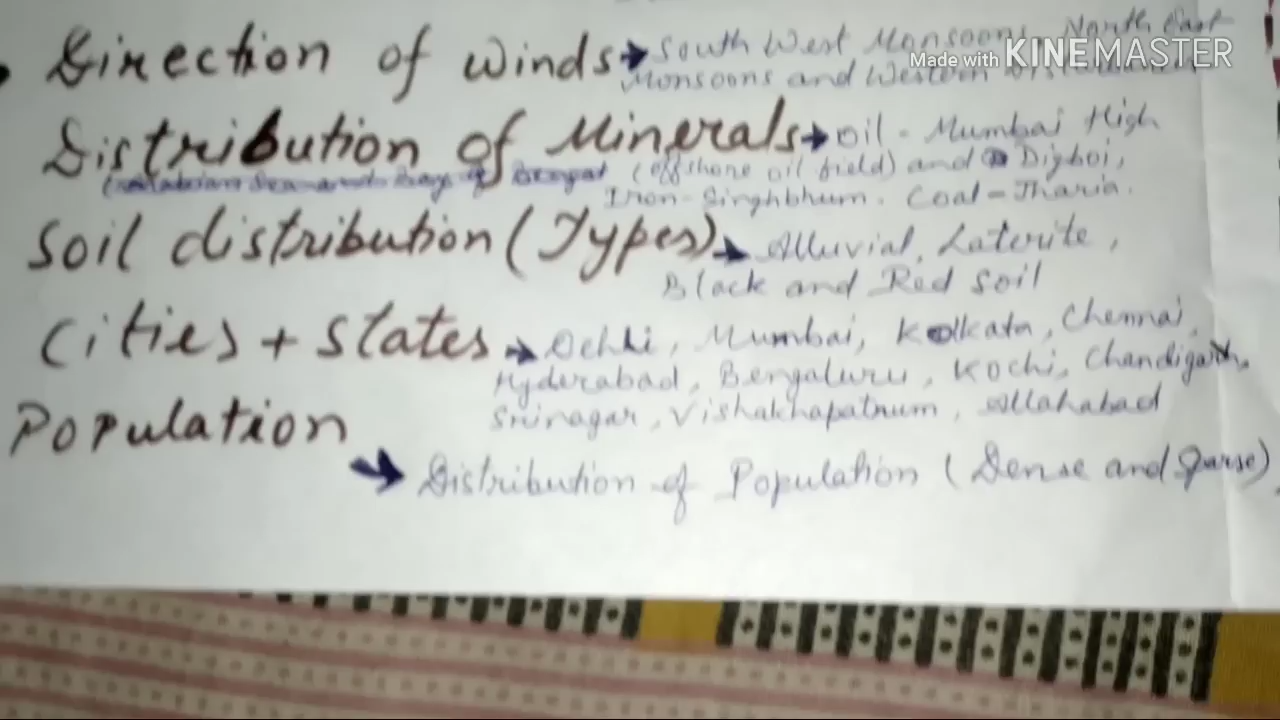 Direction of Winds → South West Monsoons, North East
Made with KINEMASTER
Monsoons and Western Disturbances
Distribution of Minerals → Oil - Mumbai High
(offshore oil field) and Digboi,
Iron-Singhbhum. Coal-Jharia.
Soil distribution (Types) → Alluvial, Laterite,
Black and Red Soil
Cities + States → Delhi, Mumbai, Kolkata, Chennai,
Hyderabad, Bengaluru, Kochi, Chandigarh,
Srinagar, Vishakhapatnum, Allahabad
Population
→ Distribution of Population (Dense and Sparse)